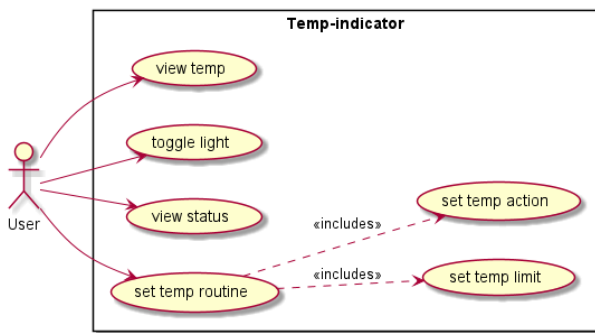 Temp-indicator
view temp
toggle light
view status
set temp routine
User
«includes»
«includes»
set temp action
set temp limit